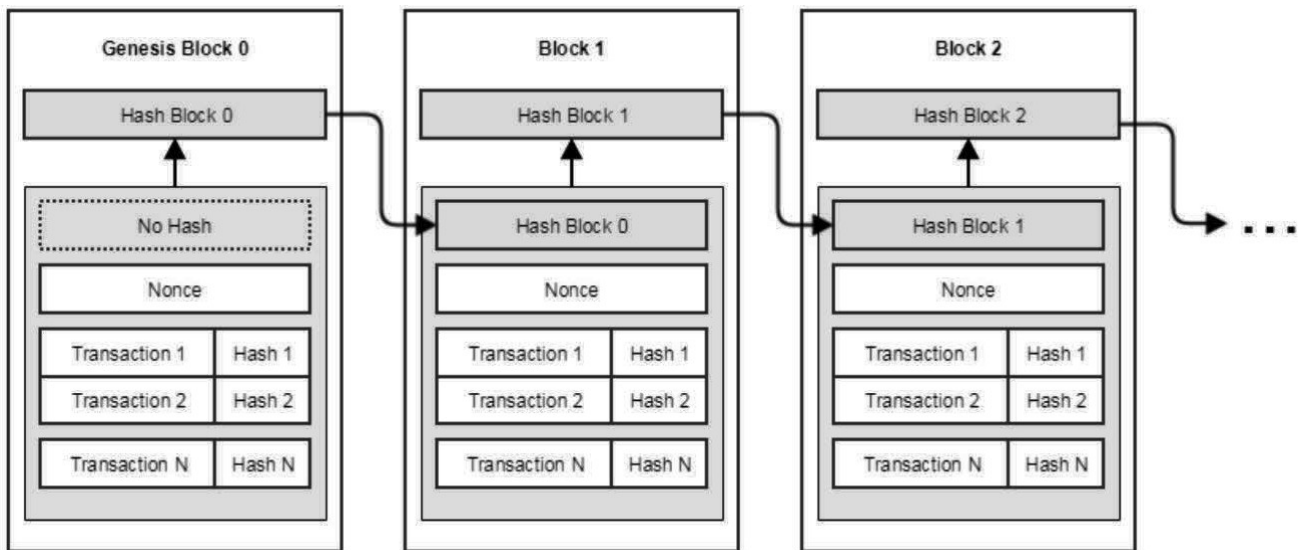 Genesis Block 0
Hash Block 0
No Hash
Nonce
Transaction 1 Hash 1
Transaction 2 Hash 2
Transaction N Hash N
Block 1
Hash Block 1
Hash Block 0
Nonce
Transaction 1 Hash 1
Transaction 2 Hash 2
Transaction N Hash N
Block 2
Hash Block 2
Hash Block 1
Nonce
Transaction 1 Hash 1
Transaction 2 Hash 2
Transaction N Hash N
...